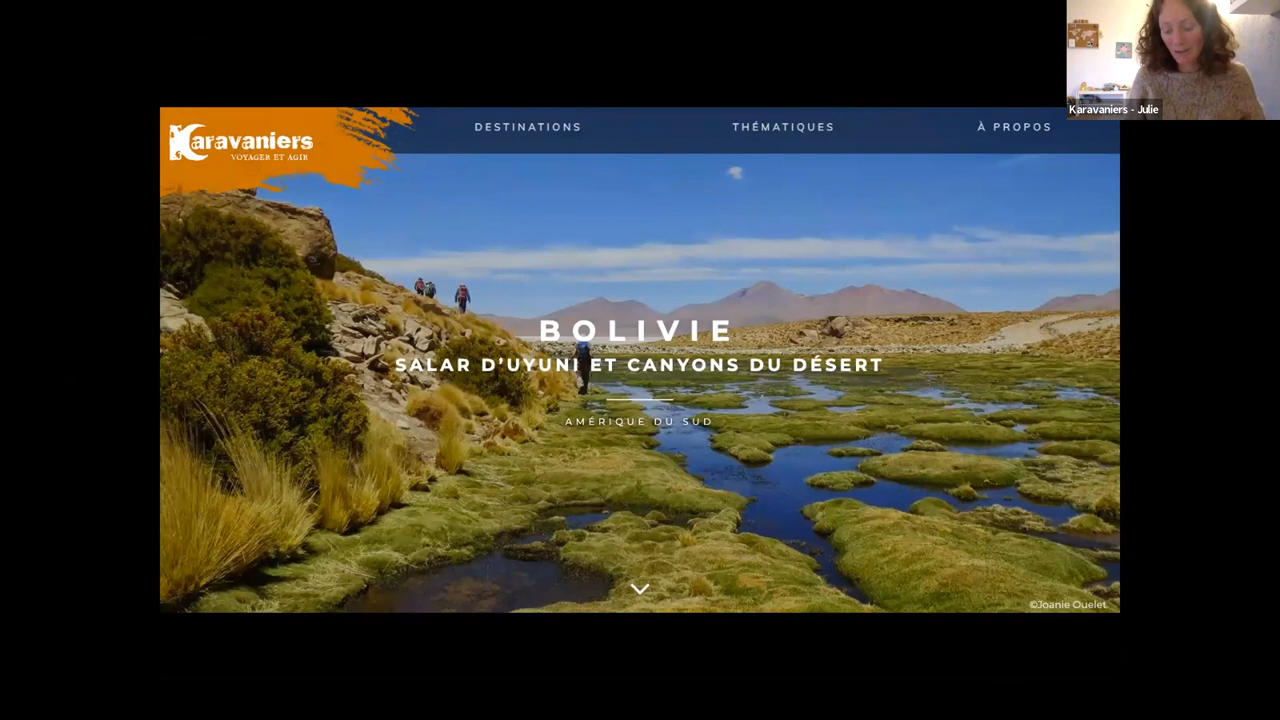 Karavaniers - Julie
Karavaniers
VOYAGER ET AGIR
DESTINATIONS
THÉMATIQUES
À PROPOS
BOLIVIE
SALAR D'UYUNI ET CANYONS DU DÉSERT
AMÉRIQUE DU SUD
©Joanie Ouelet